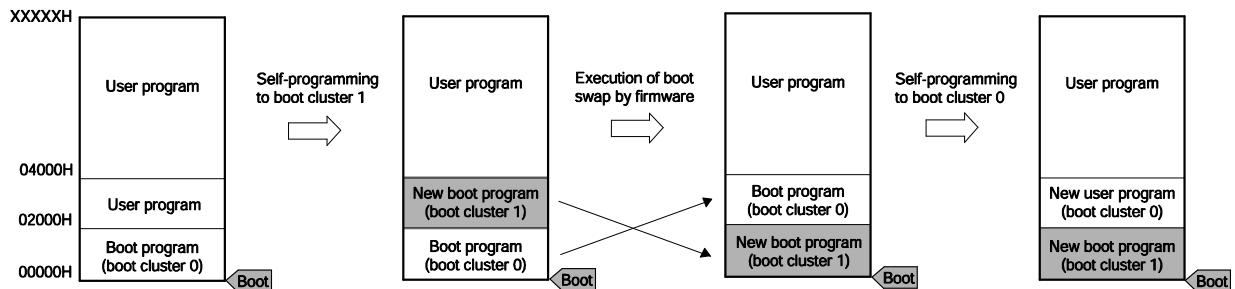 XXXXXH
User program
04000H
User program
02000H
Boot program
(boot cluster 0)
00000H
Boot
Self-programming
to boot cluster 1
User program
New boot program
(boot cluster 1)
Boot program
(boot cluster 0)
Boot
Execution of boot
swap by firmware
User program
Boot program
(boot cluster 0)
New boot program
(boot cluster 1)
Boot
Self-programming
to boot cluster 0
User program
New user program
(boot cluster 0)
New boot program
(boot cluster 1)
Boot